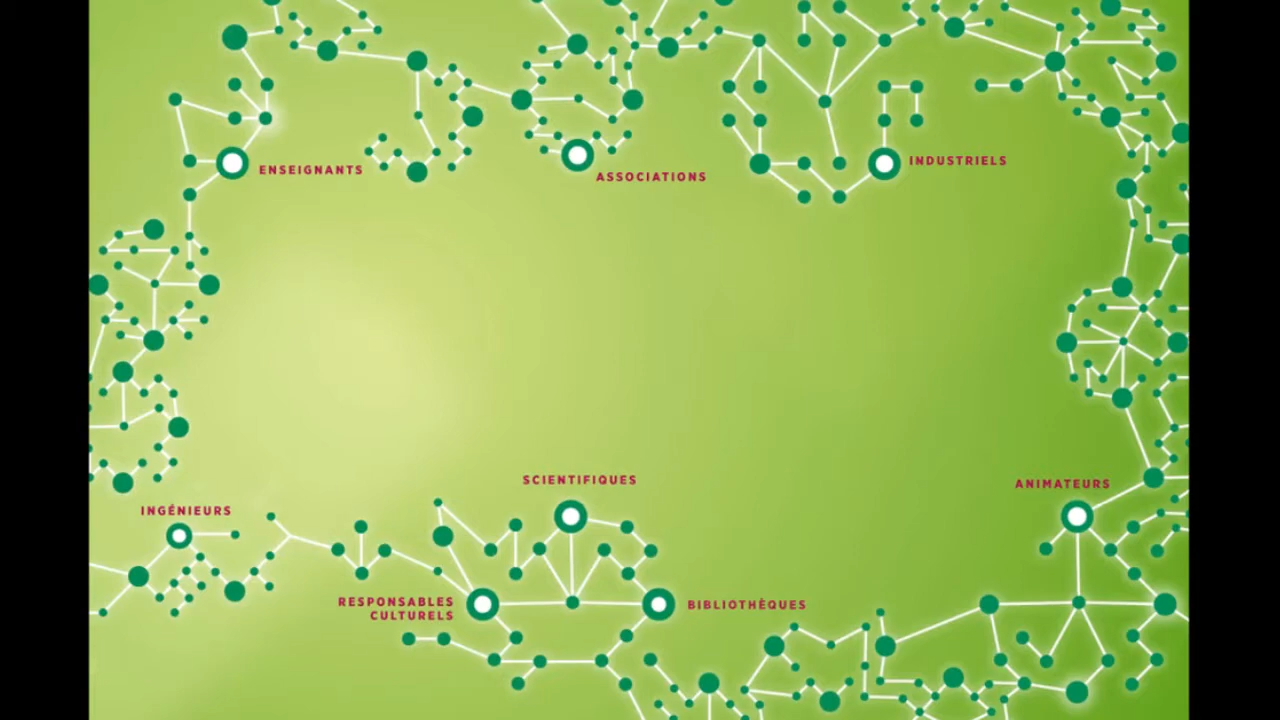 ENSEIGNANTS
ASSOCIATIONS
INDUSTRIELS
SCIENTIFIQUES
ANIMATEURS
INGÉNIEURS
RESPONSABLES
CULTURELS
BIBLIOTHÈQUES